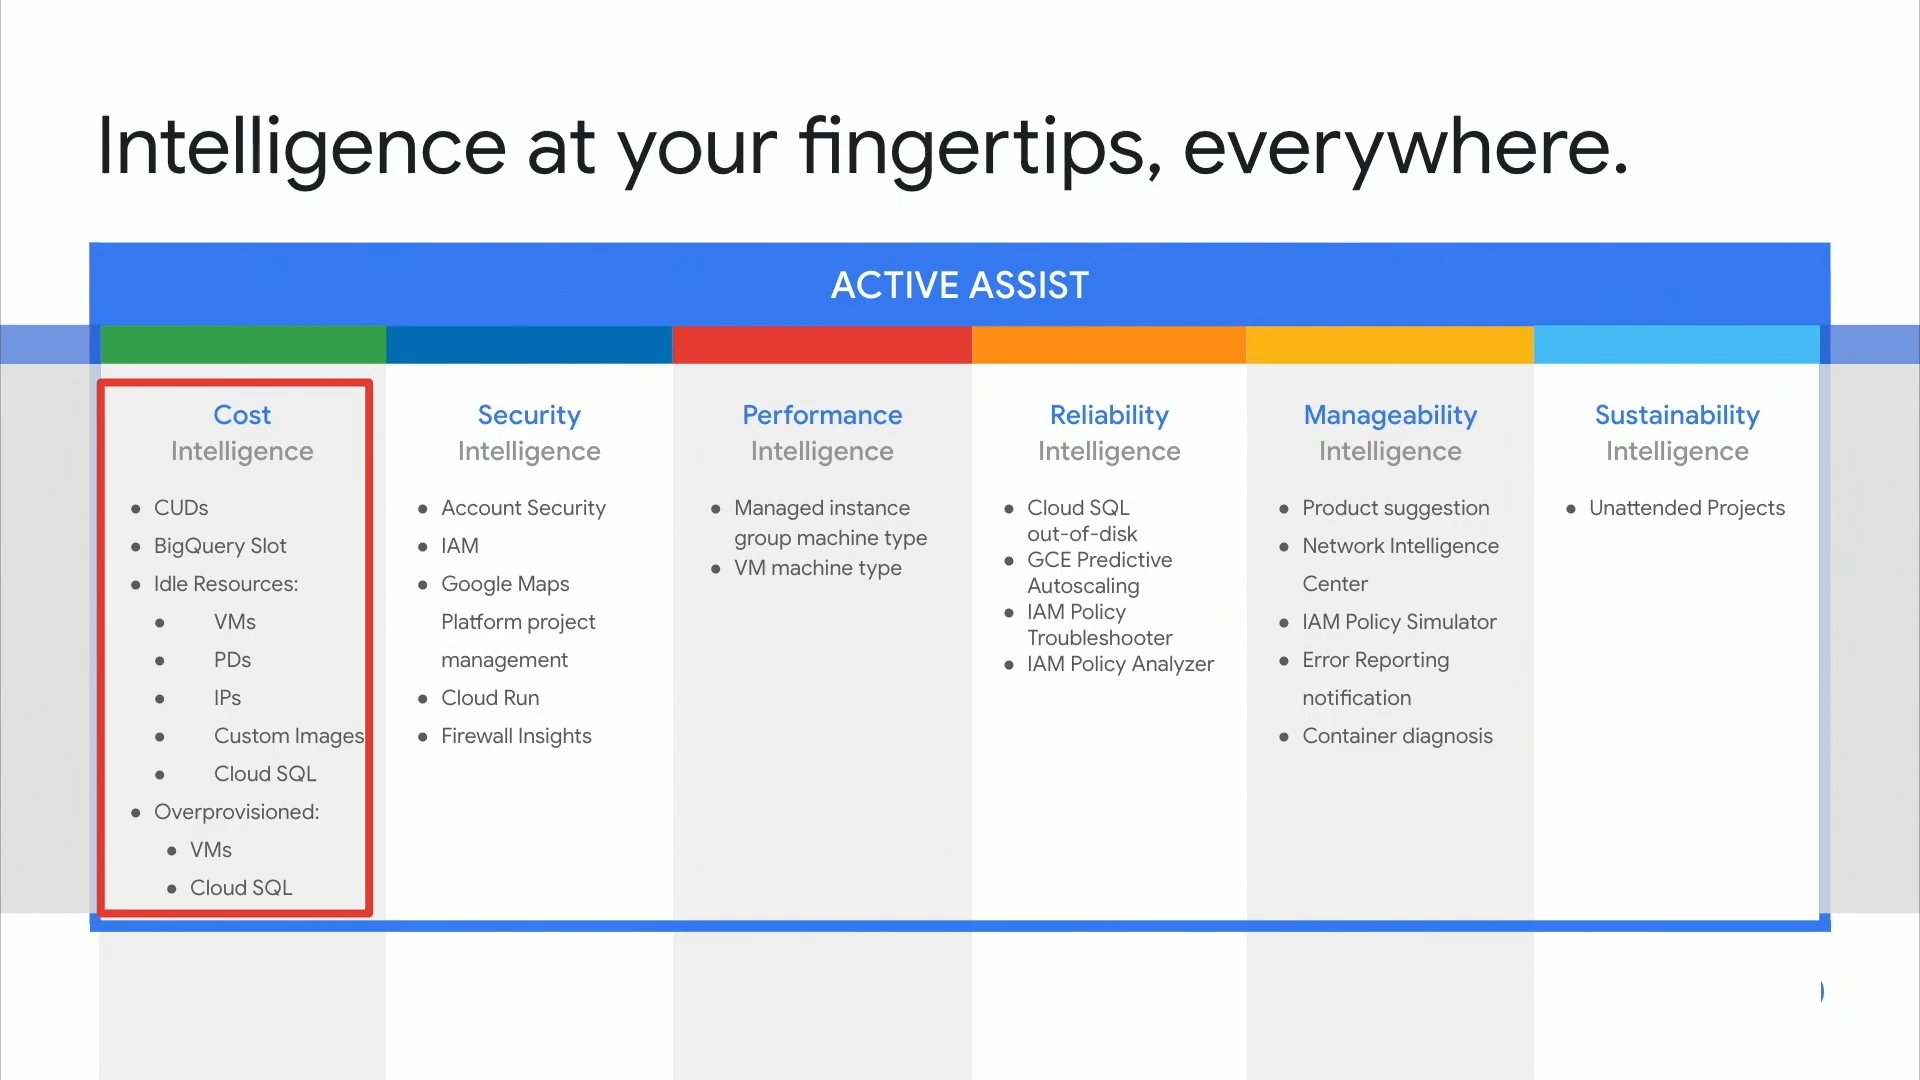 Intelligence at your fingertips, everywhere.
ACTIVE ASSIST
Cost
Intelligence
● CUDs
● BigQuery Slot
● Idle Resources:
● VMs
● PDs
● IPs
● Custom Images
● Cloud SQL
● Overprovisioned:
● VMs
● Cloud SQL
Security
Intelligence
● Account Security
● IAM
● Google Maps
Platform project
management
● Cloud Run
● Firewall Insights
Performance
Intelligence
● Managed instance
group machine type
● VM machine type
Reliability
Intelligence
● Cloud SQL
out-of-disk
● GCE Predictive
Autoscaling
● IAM Policy
Troubleshooter
● IAM Policy Analyzer
Manageability
Intelligence
● Product suggestion
● Network Intelligence
Center
● IAM Policy Simulator
● Error Reporting
notification
● Container diagnosis
Sustainability
Intelligence
● Unattended Projects